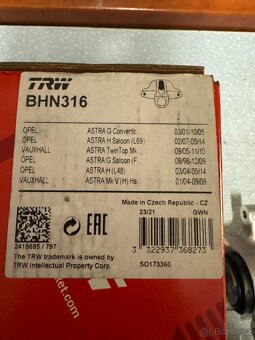 TRW
BHN316
OPEL ASTRA G Convertib. 03/01-10/05
OPEL ASTRA H Saloon (L69) 02/07-05/14
VAUXHALL ASTRA TwinTop Mk. 09/05-11/10
OPEL ASTRA G Saloon (F. 09/98-12/09
OPEL ASTRA H (L48) 03/04-05/14
VAUXHALL ASTRA Mk V (H) Ha 01/04-09/09
Made in Czech Republic - CZ
23/21 GWN
EAC
2419685 / 797
3 322937 368273
The TRW trademark is owned by
TRW Intellectual Property Corp.
SO173360